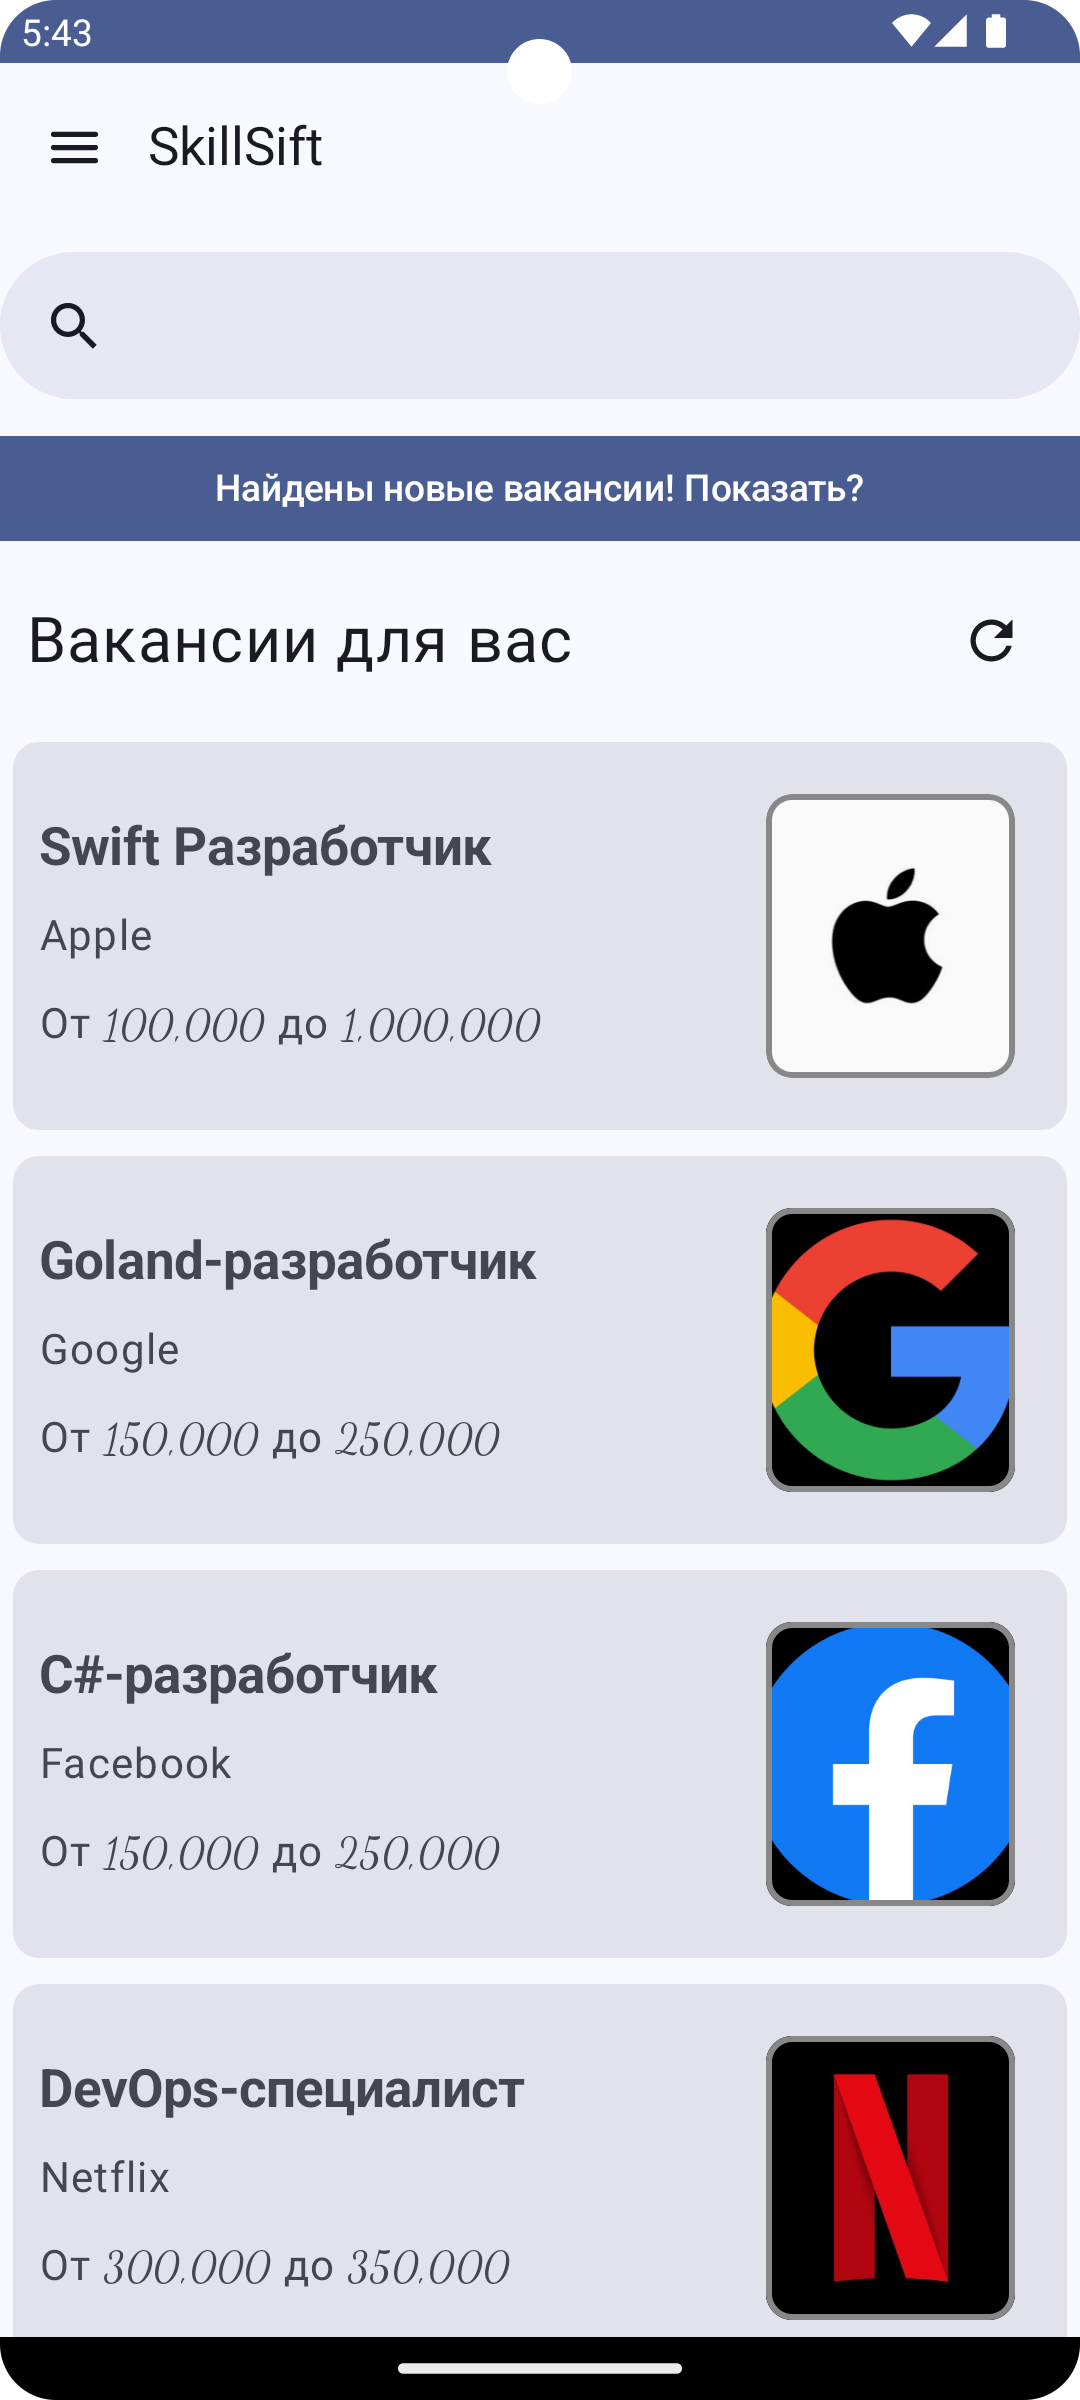 5:43
SkillSift
Найдены новые вакансии! Показать?
Вакансии для вас
Swift Разработчик
Apple
От 100,000 до 1,000,000
Goland-разработчик
Google
От 150,000 до 250,000
C#-разработчик
Facebook
От 150,000 до 250,000
DevOps-специалист
Netflix
От 300,000 до 350,000